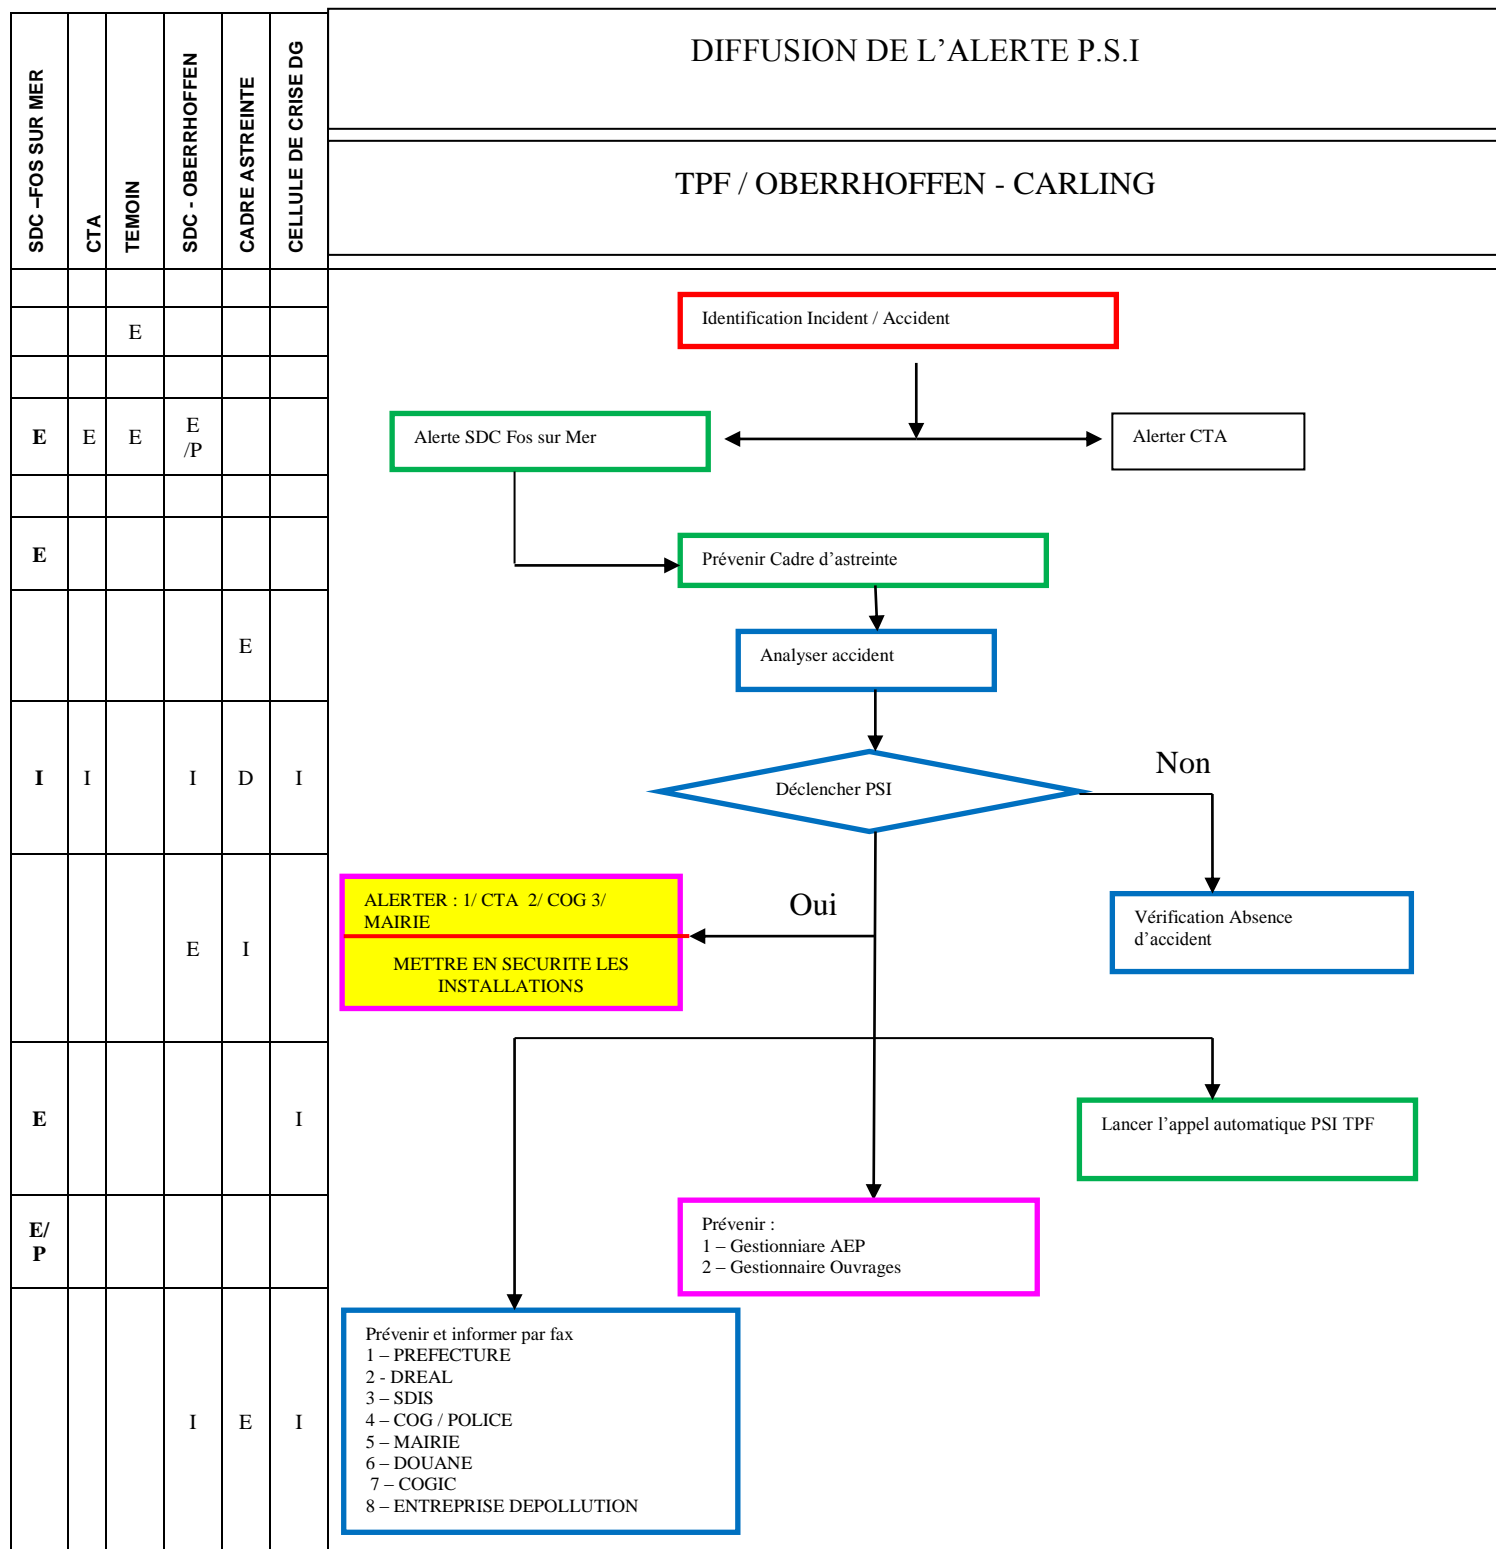 SDC –FOS SUR MER
CTA
TEMOIN
SDC - OBERRHOFFEN
CADRE ASTREINTE
CELLULE DE CRISE DG
DIFFUSION DE L’ALERTE P.S.I
TPF / OBERRHOFFEN - CARLING
E
Identification Incident / Accident
E E E E
/P
Alerte SDC Fos sur Mer
Alerter CTA
E
Prévenir Cadre d’astreinte
E
Analyser accident
I I I D I
Déclencher PSI
Non
Oui
ALERTER : 1/ CTA 2/ COG 3/
MAIRIE
METTRE EN SECURITE LES
INSTALLATIONS
E I
Vérification Absence
d’accident
E I
Lancer l’appel automatique PSI TPF
E/
P
Prévenir :
1 – Gestionniare AEP
2 – Gestionnaire Ouvrages
I E I
Prévenir et informer par fax
1 – PREFECTURE
2 - DREAL
3 – SDIS
4 – COG / POLICE
5 – MAIRIE
6 – DOUANE
7 – COGIC
8 – ENTREPRISE DEPOLLUTION